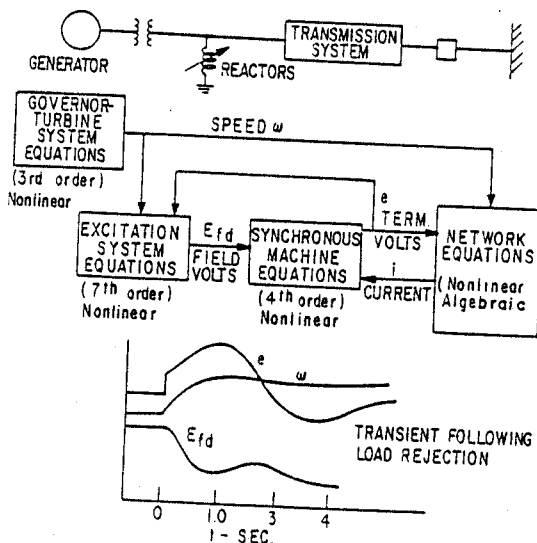 GENERATOR
REACTORS
TRANSMISSION
SYSTEM
GOVERNOR-
TURBINE
SYSTEM
EQUATIONS
(3rd order)
Nonlinear
SPEED ω
EXCITATION
SYSTEM
EQUATIONS
(7th order)
Nonlinear
Efd
FIELD
VOLTS
SYNCHRONOUS
MACHINE
EQUATIONS
(4th order)
Nonlinear
e
TERM.
VOLTS
i
CURRENT
NETWORK
EQUATIONS
(Nonlinear
Algebraic
e
ω
Efd
TRANSIENT FOLLOWING
LOAD REJECTION
0 1.0 3 4
t - SEC.